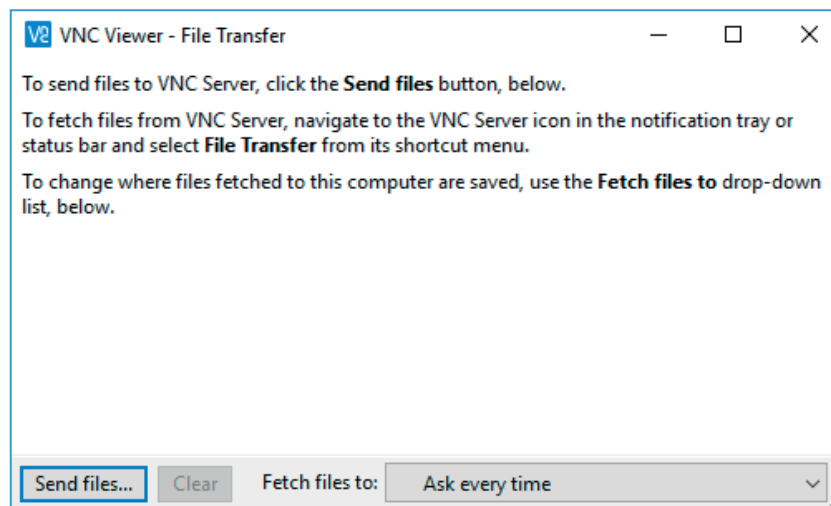 VNC Viewer - File Transfer
To send files to VNC Server, click the Send files button, below.
To fetch files from VNC Server, navigate to the VNC Server icon in the notification tray or
status bar and select File Transfer from its shortcut menu.
To change where files fetched to this computer are saved, use the Fetch files to drop-down
list, below.
Send files... Clear Fetch files to: Ask every time